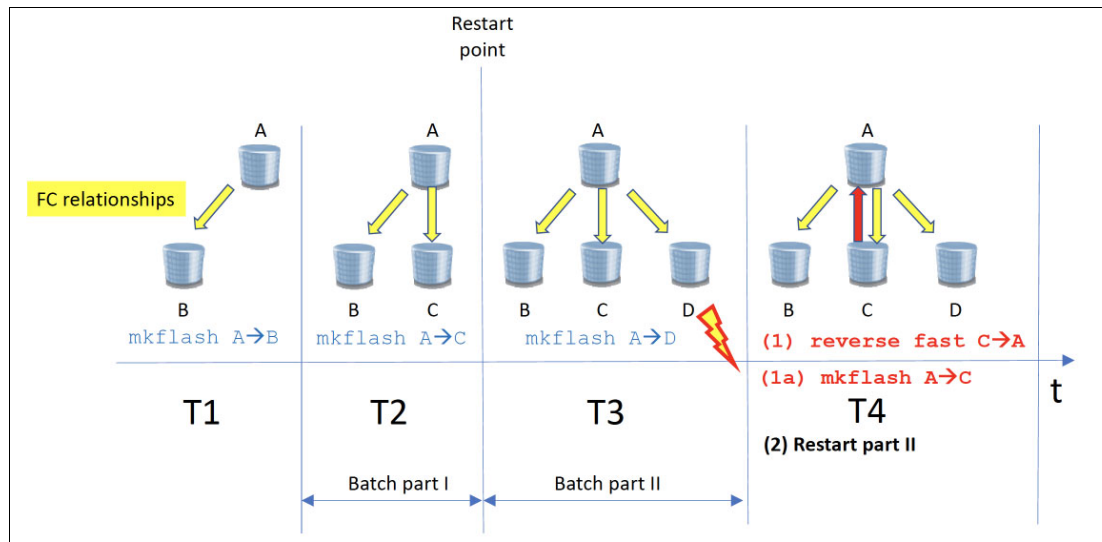 Restart
point
A
A
A
A
FC relationships
B
B
C
B
C
D
B
C
D
mkflash A→B
mkflash A→C
mkflash A→D
(1) reverse fast C→A
(1a) mkflash A→C
t
T1
T2
T3
T4
(2) Restart part II
Batch part I
Batch part II